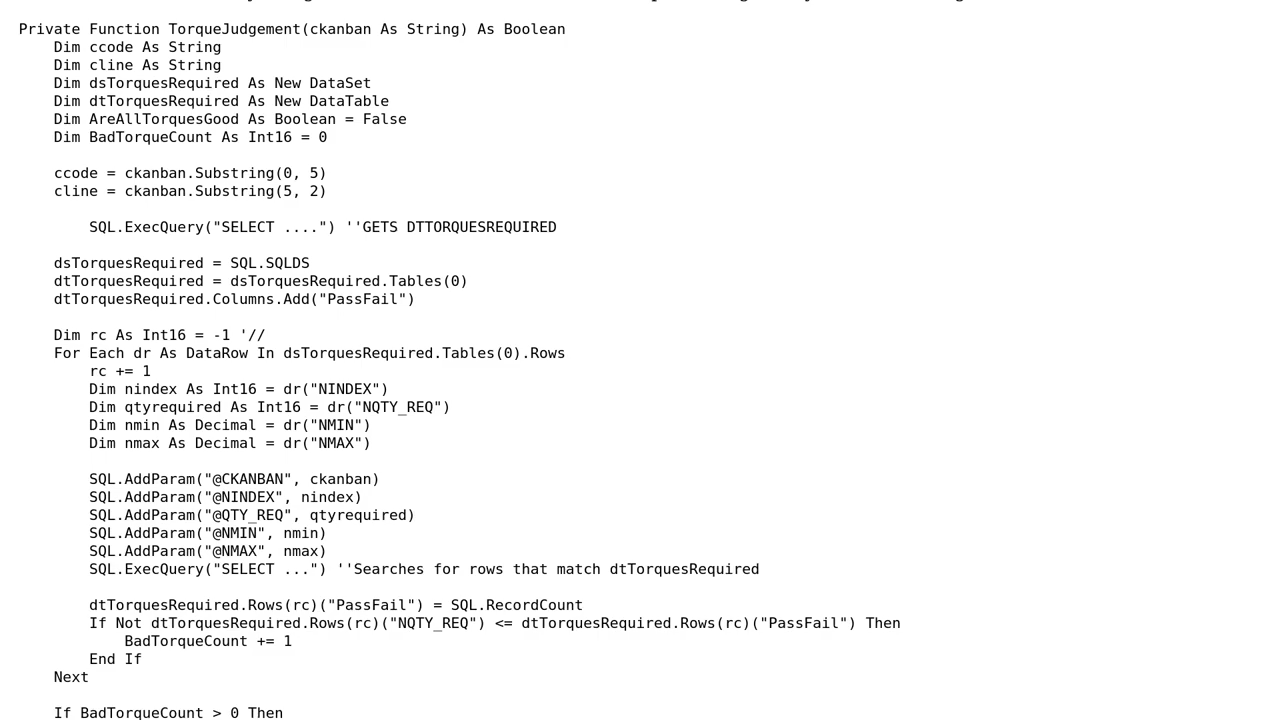 Private Function TorqueJudgement(ckanban As String) As Boolean
    Dim ccode As String
    Dim cline As String
    Dim dsTorquesRequired As New DataSet
    Dim dtTorquesRequired As New DataTable
    Dim AreAllTorquesGood As Boolean = False
    Dim BadTorqueCount As Int16 = 0

    ccode = ckanban.Substring(0, 5)
    cline = ckanban.Substring(5, 2)

        SQL.ExecQuery("SELECT ....") ''GETS DTTORQUESREQUIRED

    dsTorquesRequired = SQL.SQLDS
    dtTorquesRequired = dsTorquesRequired.Tables(0)
    dtTorquesRequired.Columns.Add("PassFail")

    Dim rc As Int16 = -1 '//
    For Each dr As DataRow In dsTorquesRequired.Tables(0).Rows
        rc += 1
        Dim nindex As Int16 = dr("NINDEX")
        Dim qtyrequired As Int16 = dr("NQTY_REQ")
        Dim nmin As Decimal = dr("NMIN")
        Dim nmax As Decimal = dr("NMAX")

        SQL.AddParam("@CKANBAN", ckanban)
        SQL.AddParam("@NINDEX", nindex)
        SQL.AddParam("@QTY_REQ", qtyrequired)
        SQL.AddParam("@NMIN", nmin)
        SQL.AddParam("@NMAX", nmax)
        SQL.ExecQuery("SELECT ...") ''Searches for rows that match dtTorquesRequired

        dtTorquesRequired.Rows(rc)("PassFail") = SQL.RecordCount
        If Not dtTorquesRequired.Rows(rc)("NQTY_REQ") <= dtTorquesRequired.Rows(rc)("PassFail") Then
            BadTorqueCount += 1
        End If
    Next

    If BadTorqueCount > 0 Then